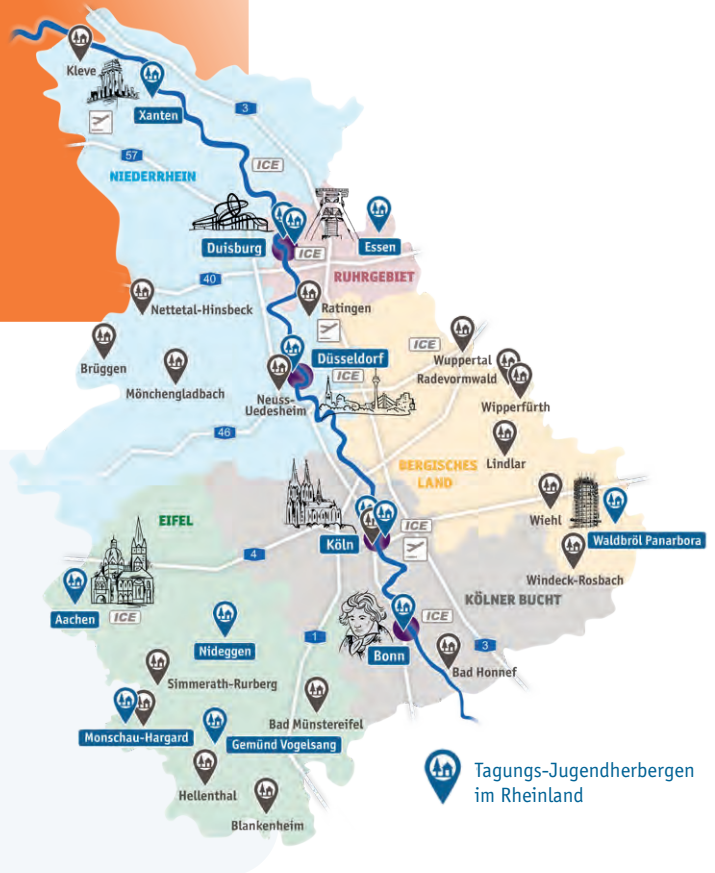 Kleve
Xanten
3
57
NIEDERRHEIN
ICE
Duisburg
ICE
Essen
RUHRGEBIET
40
Nettetal-Hinsbeck
Ratingen
Brüggen
Mönchengladbach
Düsseldorf
ICE
ICE
Wuppertal
Radevormwald
Neuss-
Uedesheim
Wipperfürth
46
Lindlar
BERGISCHES
LAND
EIFEL
Köln
ICE
Wiehl
Waldbröl Panarbora
4
Windeck-Rosbach
KÖLNER BUCHT
Aachen
ICE
Nideggen
1
ICE
Bonn
3
Bad Honnef
Simmerath-Rurberg
Bad Münstereifel
Monschau-Hargard
Gemünd Vogelsang
Hellenthal
Blankenheim
Tagungs-Jugendherbergen
im Rheinland